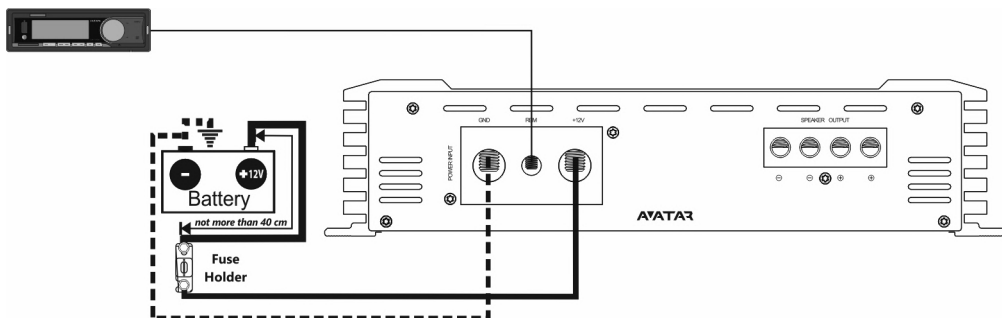 GND REM +12V
POWER INPUT
SPEAKER OUTPUT
- - + +
AVATAR
- +12V
Battery
not more than 40 cm
Fuse
Holder